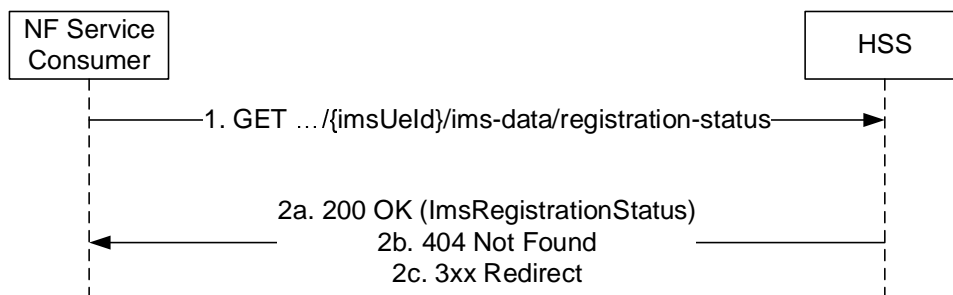 NF Service
Consumer
HSS
1. GET …/{imsUeId}/ims-data/registration-status
2a. 200 OK (ImsRegistrationStatus)
2b. 404 Not Found
2c. 3xx Redirect